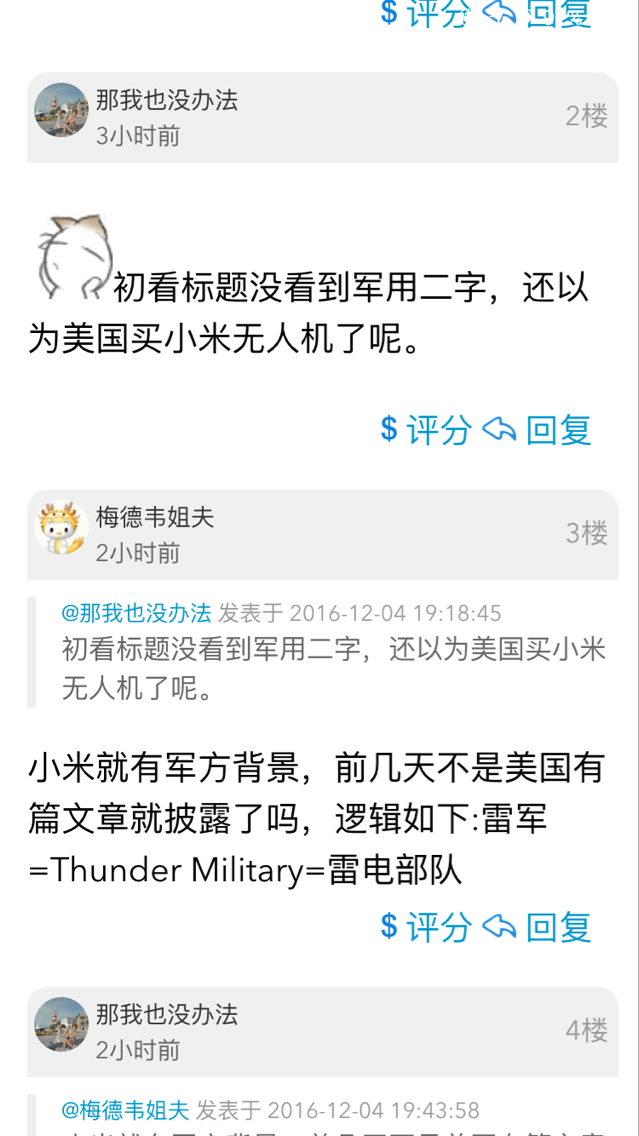 $ 评分 回复
那我也没办法
3小时前
2楼
初看标题没看到军用二字，还以
为美国买小米无人机了呢。
$ 评分 回复
梅德韦姐夫
2小时前
3楼
@那我也没办法 发表于 2016-12-04 19:18:45
初看标题没看到军用二字，还以为美国买小米
无人机了呢。
小米就有军方背景，前几天不是美国有
篇文章就披露了吗，逻辑如下:雷军
=Thunder Military=雷电部队
$ 评分 回复
那我也没办法
2小时前
4楼
@梅德韦姐夫 发表于 2016-12-04 19:43:58